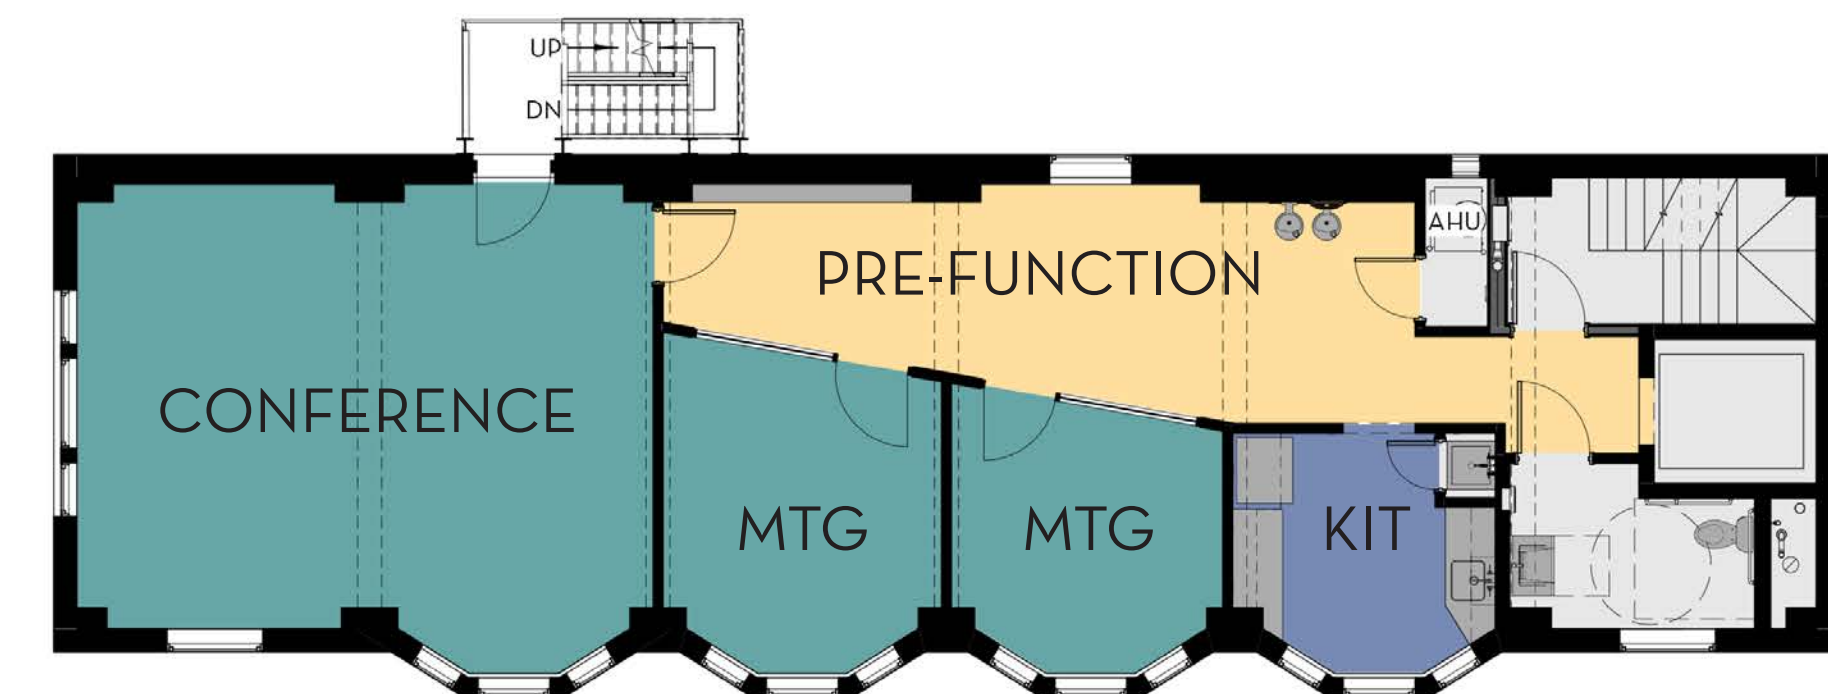 UP
DN
AHU
PRE-FUNCTION
CONFERENCE
MTG
MTG
KIT